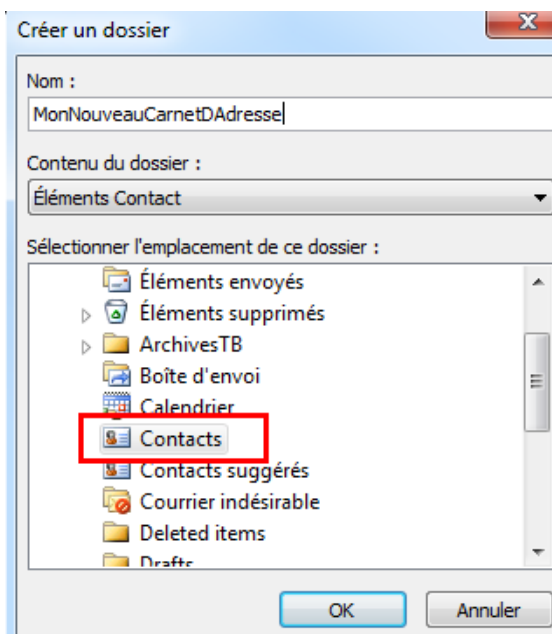 Créer un dossier
Nom :
MonNouveauCarnetDAdresse
Contenu du dossier :
Éléments Contact
Sélectionner l'emplacement de ce dossier :
Éléments envoyés
Éléments supprimés
ArchivesTB
Boîte d'envoi
Calendrier
Contacts
Contacts suggérés
Courrier indésirable
Deleted items
Drafts
OK Annuler